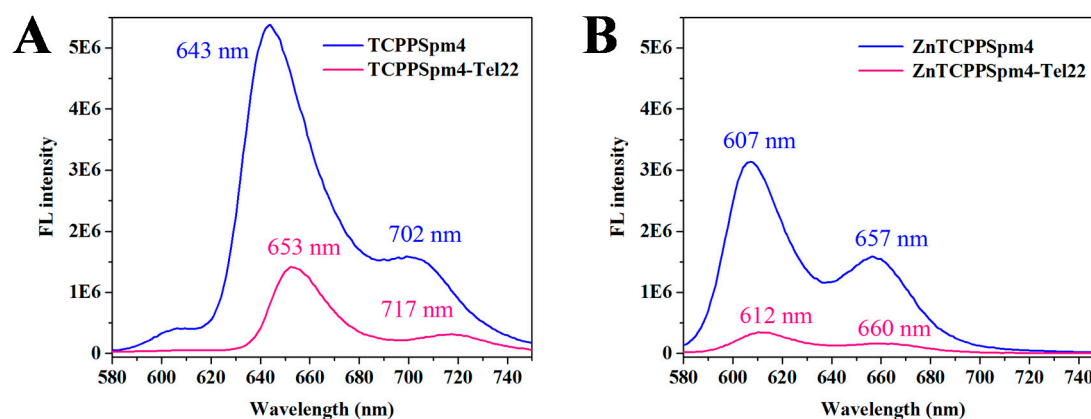 A
643 nm
TCPPSpm4
TCPPSpm4-Tel22
5E6
4E6
3E6
2E6
1E6
0
FL intensity
653 nm
702 nm
717 nm
580 600 620 640 660 680 700 720
Wavelength (nm)
B
ZnTCPPSpm4
ZnTCPPSpm4-Tel22
5E6
4E6
3E6
2E6
1E6
0
FL intensity
607 nm
657 nm
612 nm
660 nm
580 600 620 640 660 680 700 720 740
Wavelength (nm)